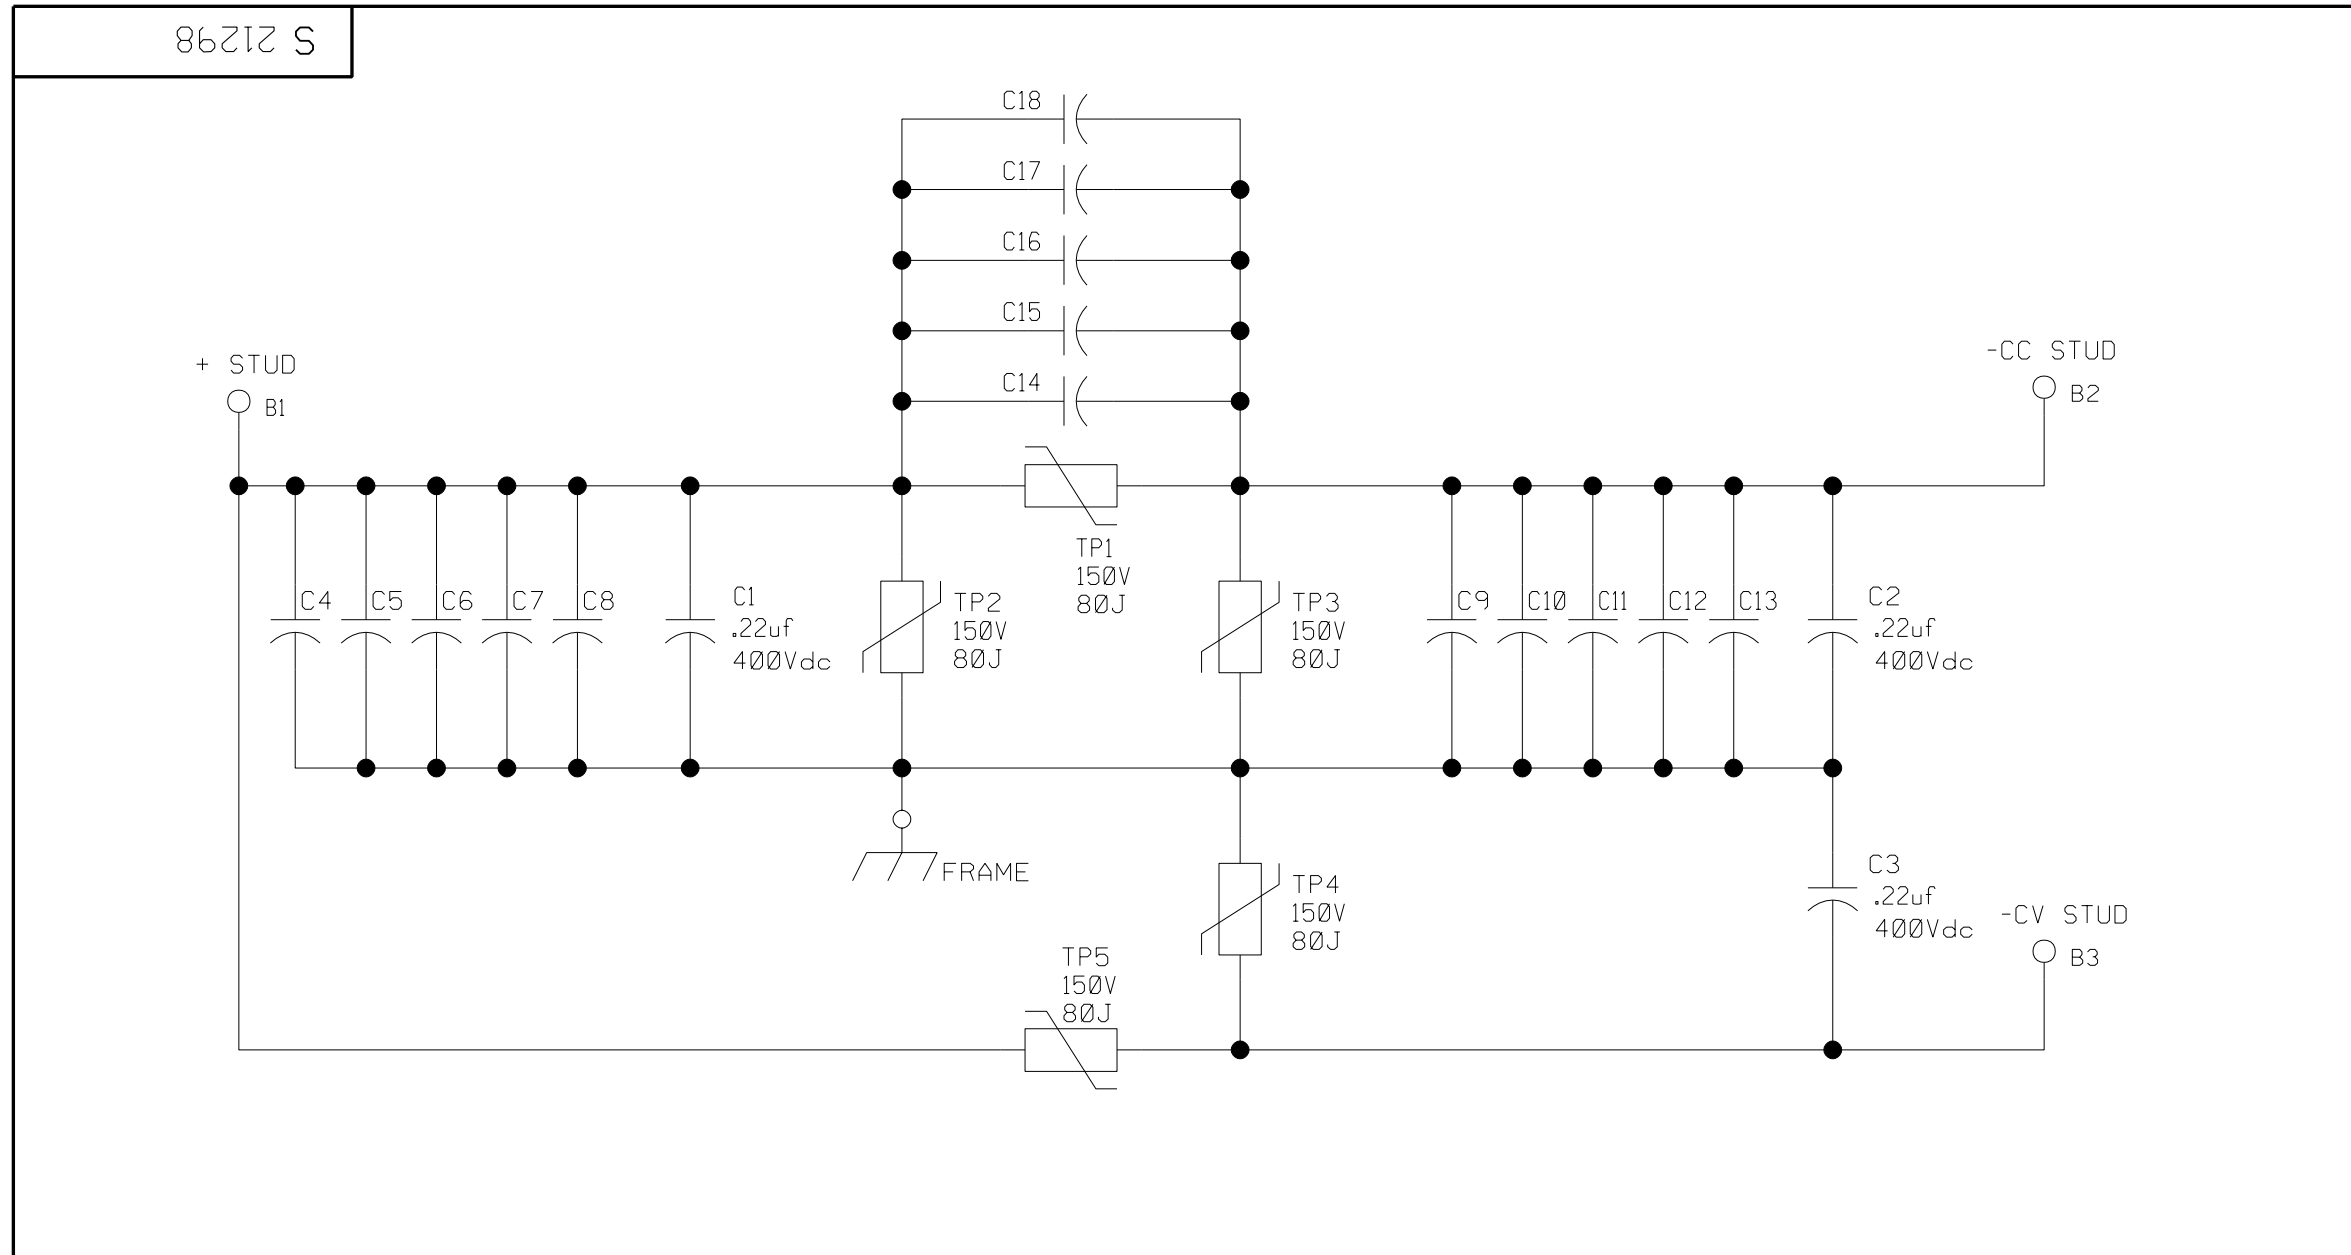 S 21298
C18
C17
C16
C15
C14
+ STUD
B1
-CC STUD
B2
TP1
150V
80J
C4
C5
C6
C7
C8
C1
.22uf
400Vdc
TP2
150V
80J
TP3
150V
80J
C9
C10
C11
C12
C13
C2
.22uf
400Vdc
FRAME
TP4
150V
80J
C3
.22uf
400Vdc
-CV STUD
B3
TP5
150V
80J